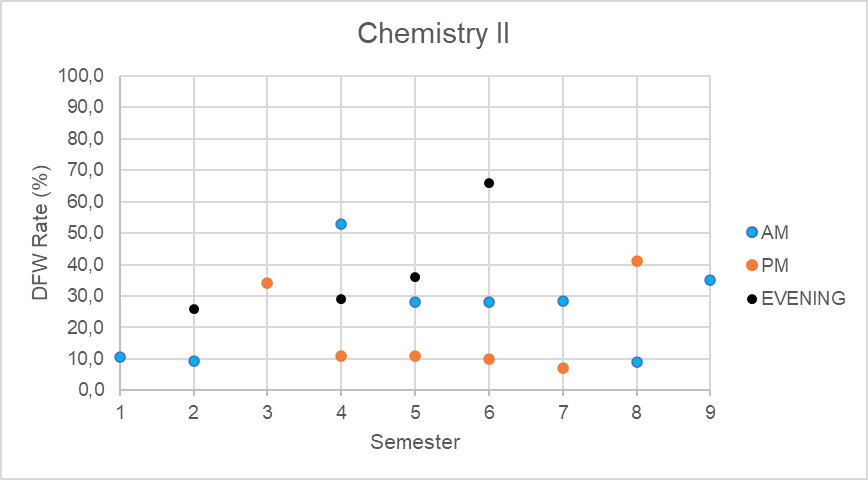 Chemistry II
100,0
90,0
80,0
70,0
60,0
50,0
40,0
30,0
20,0
10,0
0,0
DFW Rate (%)
1 2 3 4 5 6 7 8 9
Semester
AM
PM
EVENING